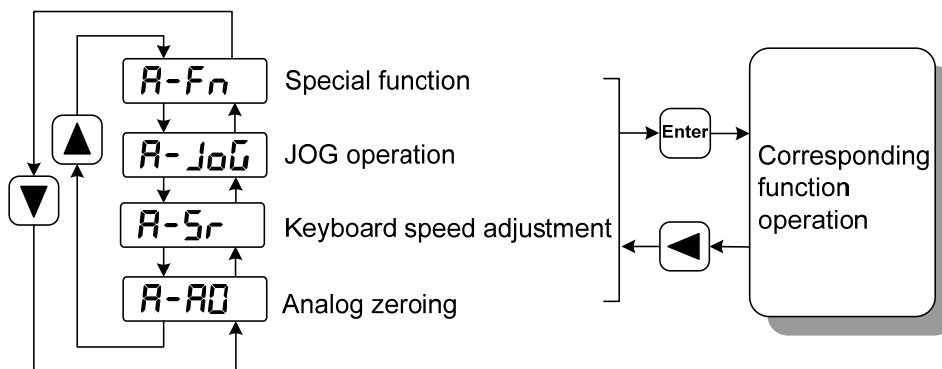 A-Fn
Special function
A-JoG
JOG operation
A-Sr
Keyboard speed adjustment
A-A0
Analog zeroing
Enter
Corresponding
function
operation